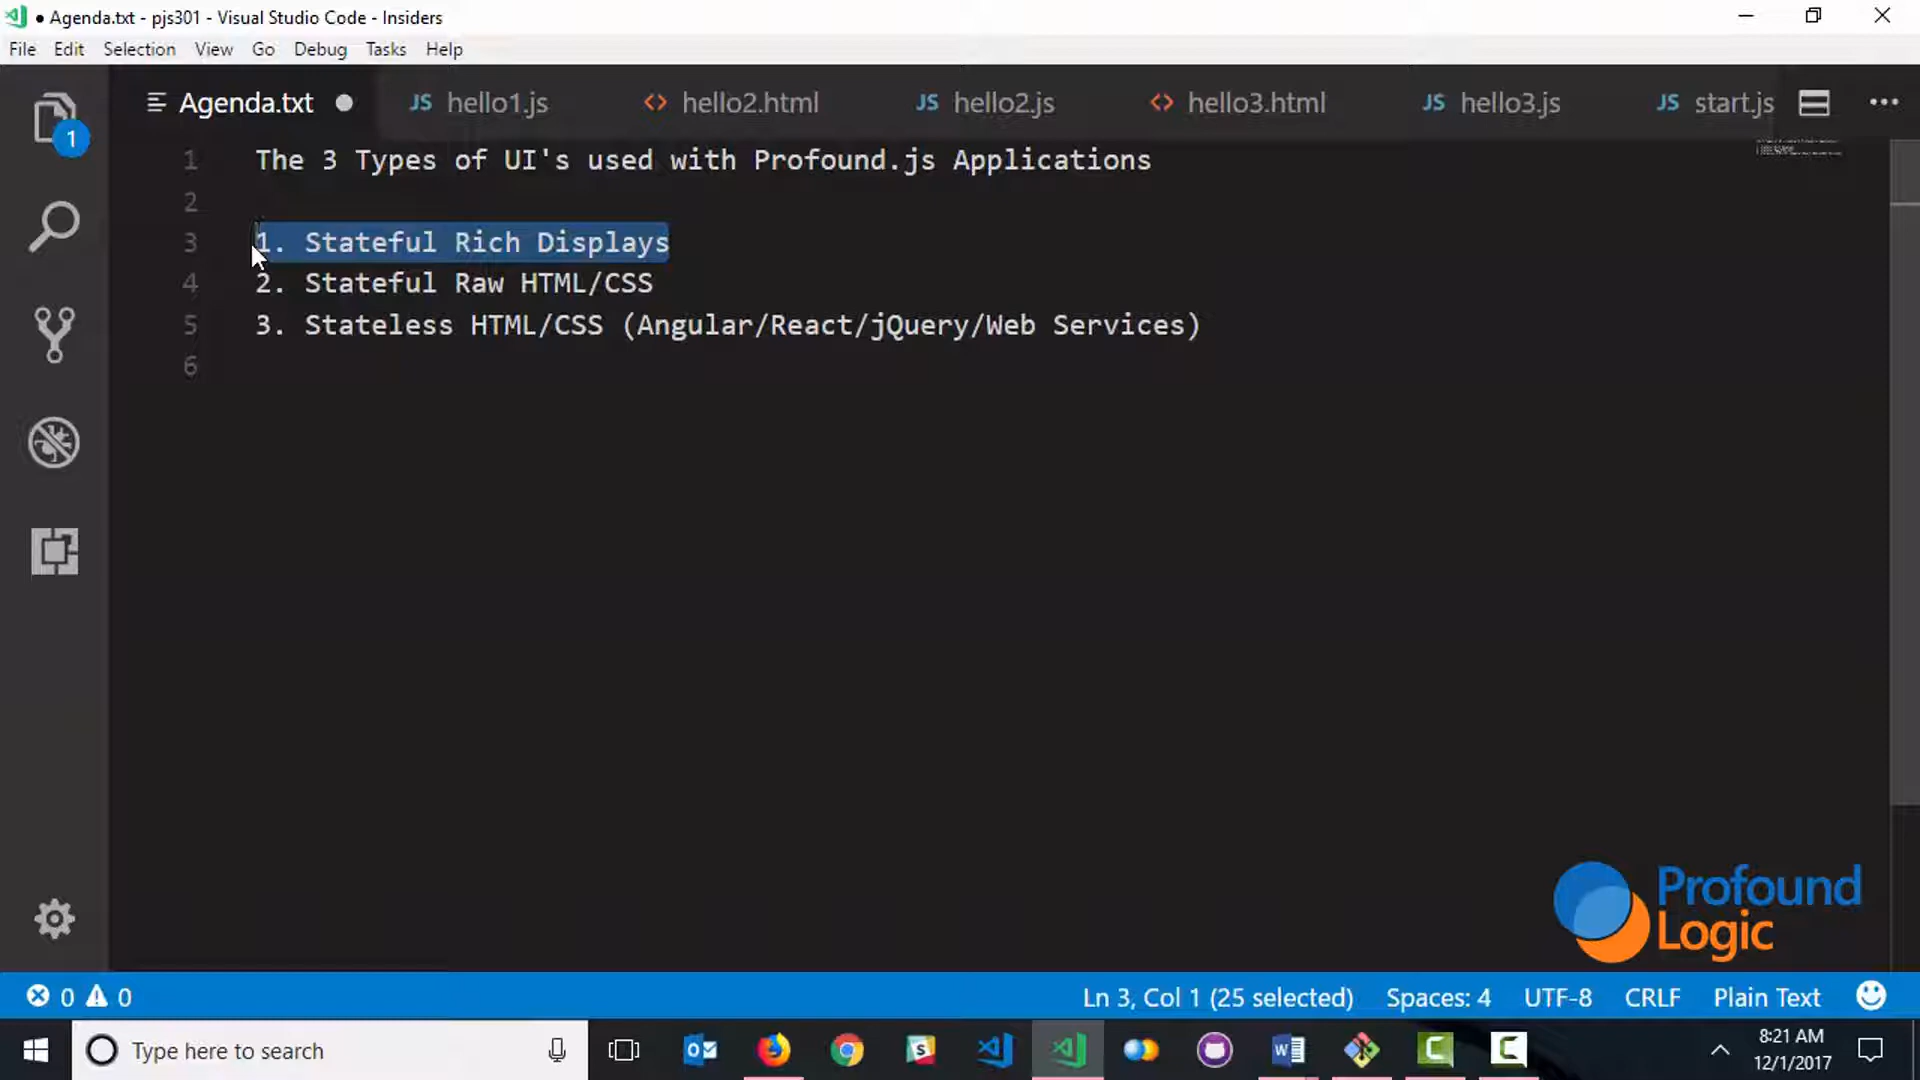 ● Agenda.txt - pjs301 - Visual Studio Code - Insiders
File Edit Selection View Go Debug Tasks Help
Agenda.txt ● JS hello1.js <> hello2.html JS hello2.js <> hello3.html JS hello3.js JS start.js ...
1
1 The 3 Types of UI's used with Profound.js Applications
2
3 1. Stateful Rich Displays
4 2. Stateful Raw HTML/CSS
5 3. Stateless HTML/CSS (Angular/React/jQuery/Web Services)
6
Profound
Logic
0 0 Ln 3, Col 1 (25 selected) Spaces: 4 UTF-8 CRLF Plain Text
Type here to search
8:21 AM
12/1/2017